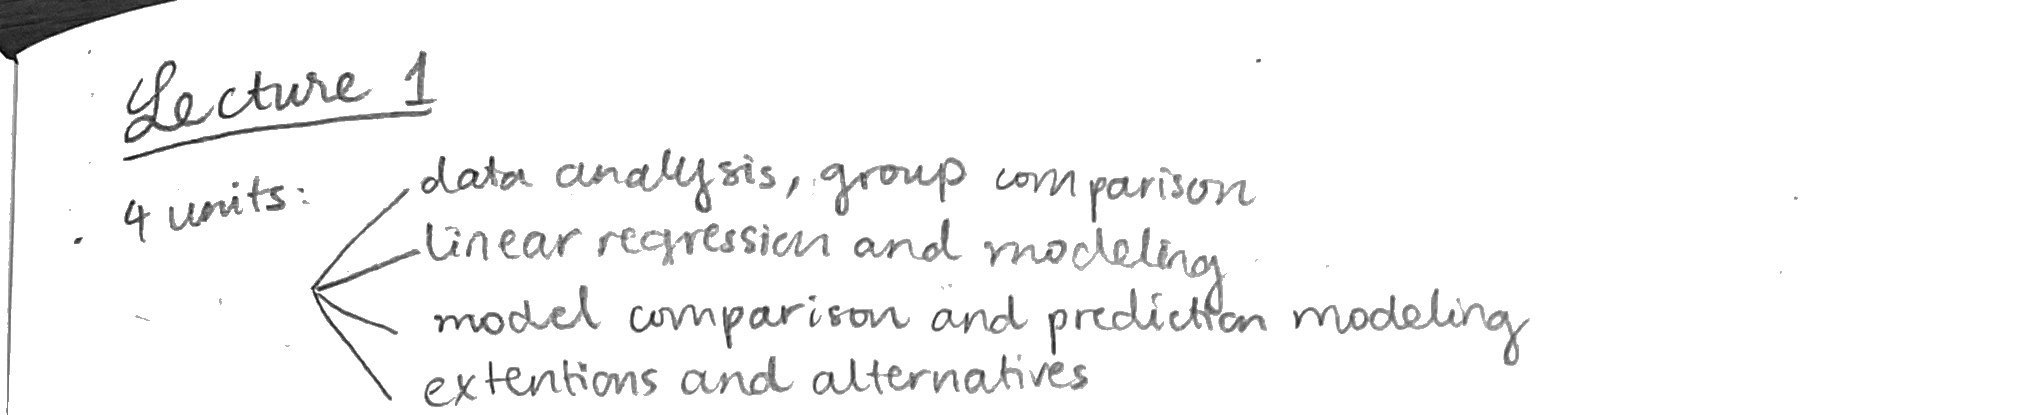 Lecture 1
4 units:
data analysis, group comparison
linear regression and modeling
model comparison and prediction modeling
extentions and alternatives